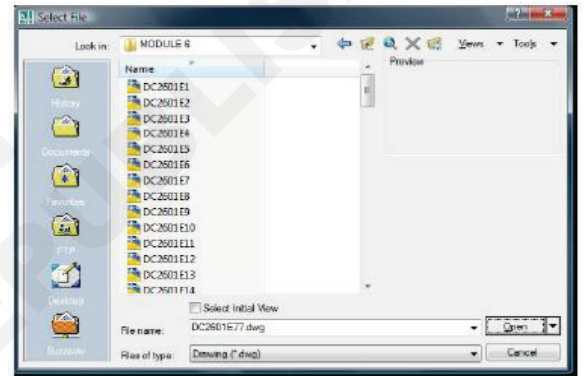 Select File
Look in: MODULE 6 Views Tools
Name Preview
DC2601E1
DC2601E2
DC2601E3
DC2601E4
DC2601E5
DC2601E6
DC2601E7
DC2601E8
DC2601E9
DC2601E10
DC2601E11
DC2601E12
DC2601E13
DC2601E14
History
Documents
Favorites
FTP
Desktop
Buzzsaw
Select Initial View
File name: DC2601E77.dwg Open
Files of type: Drawing (*.dwg) Cancel